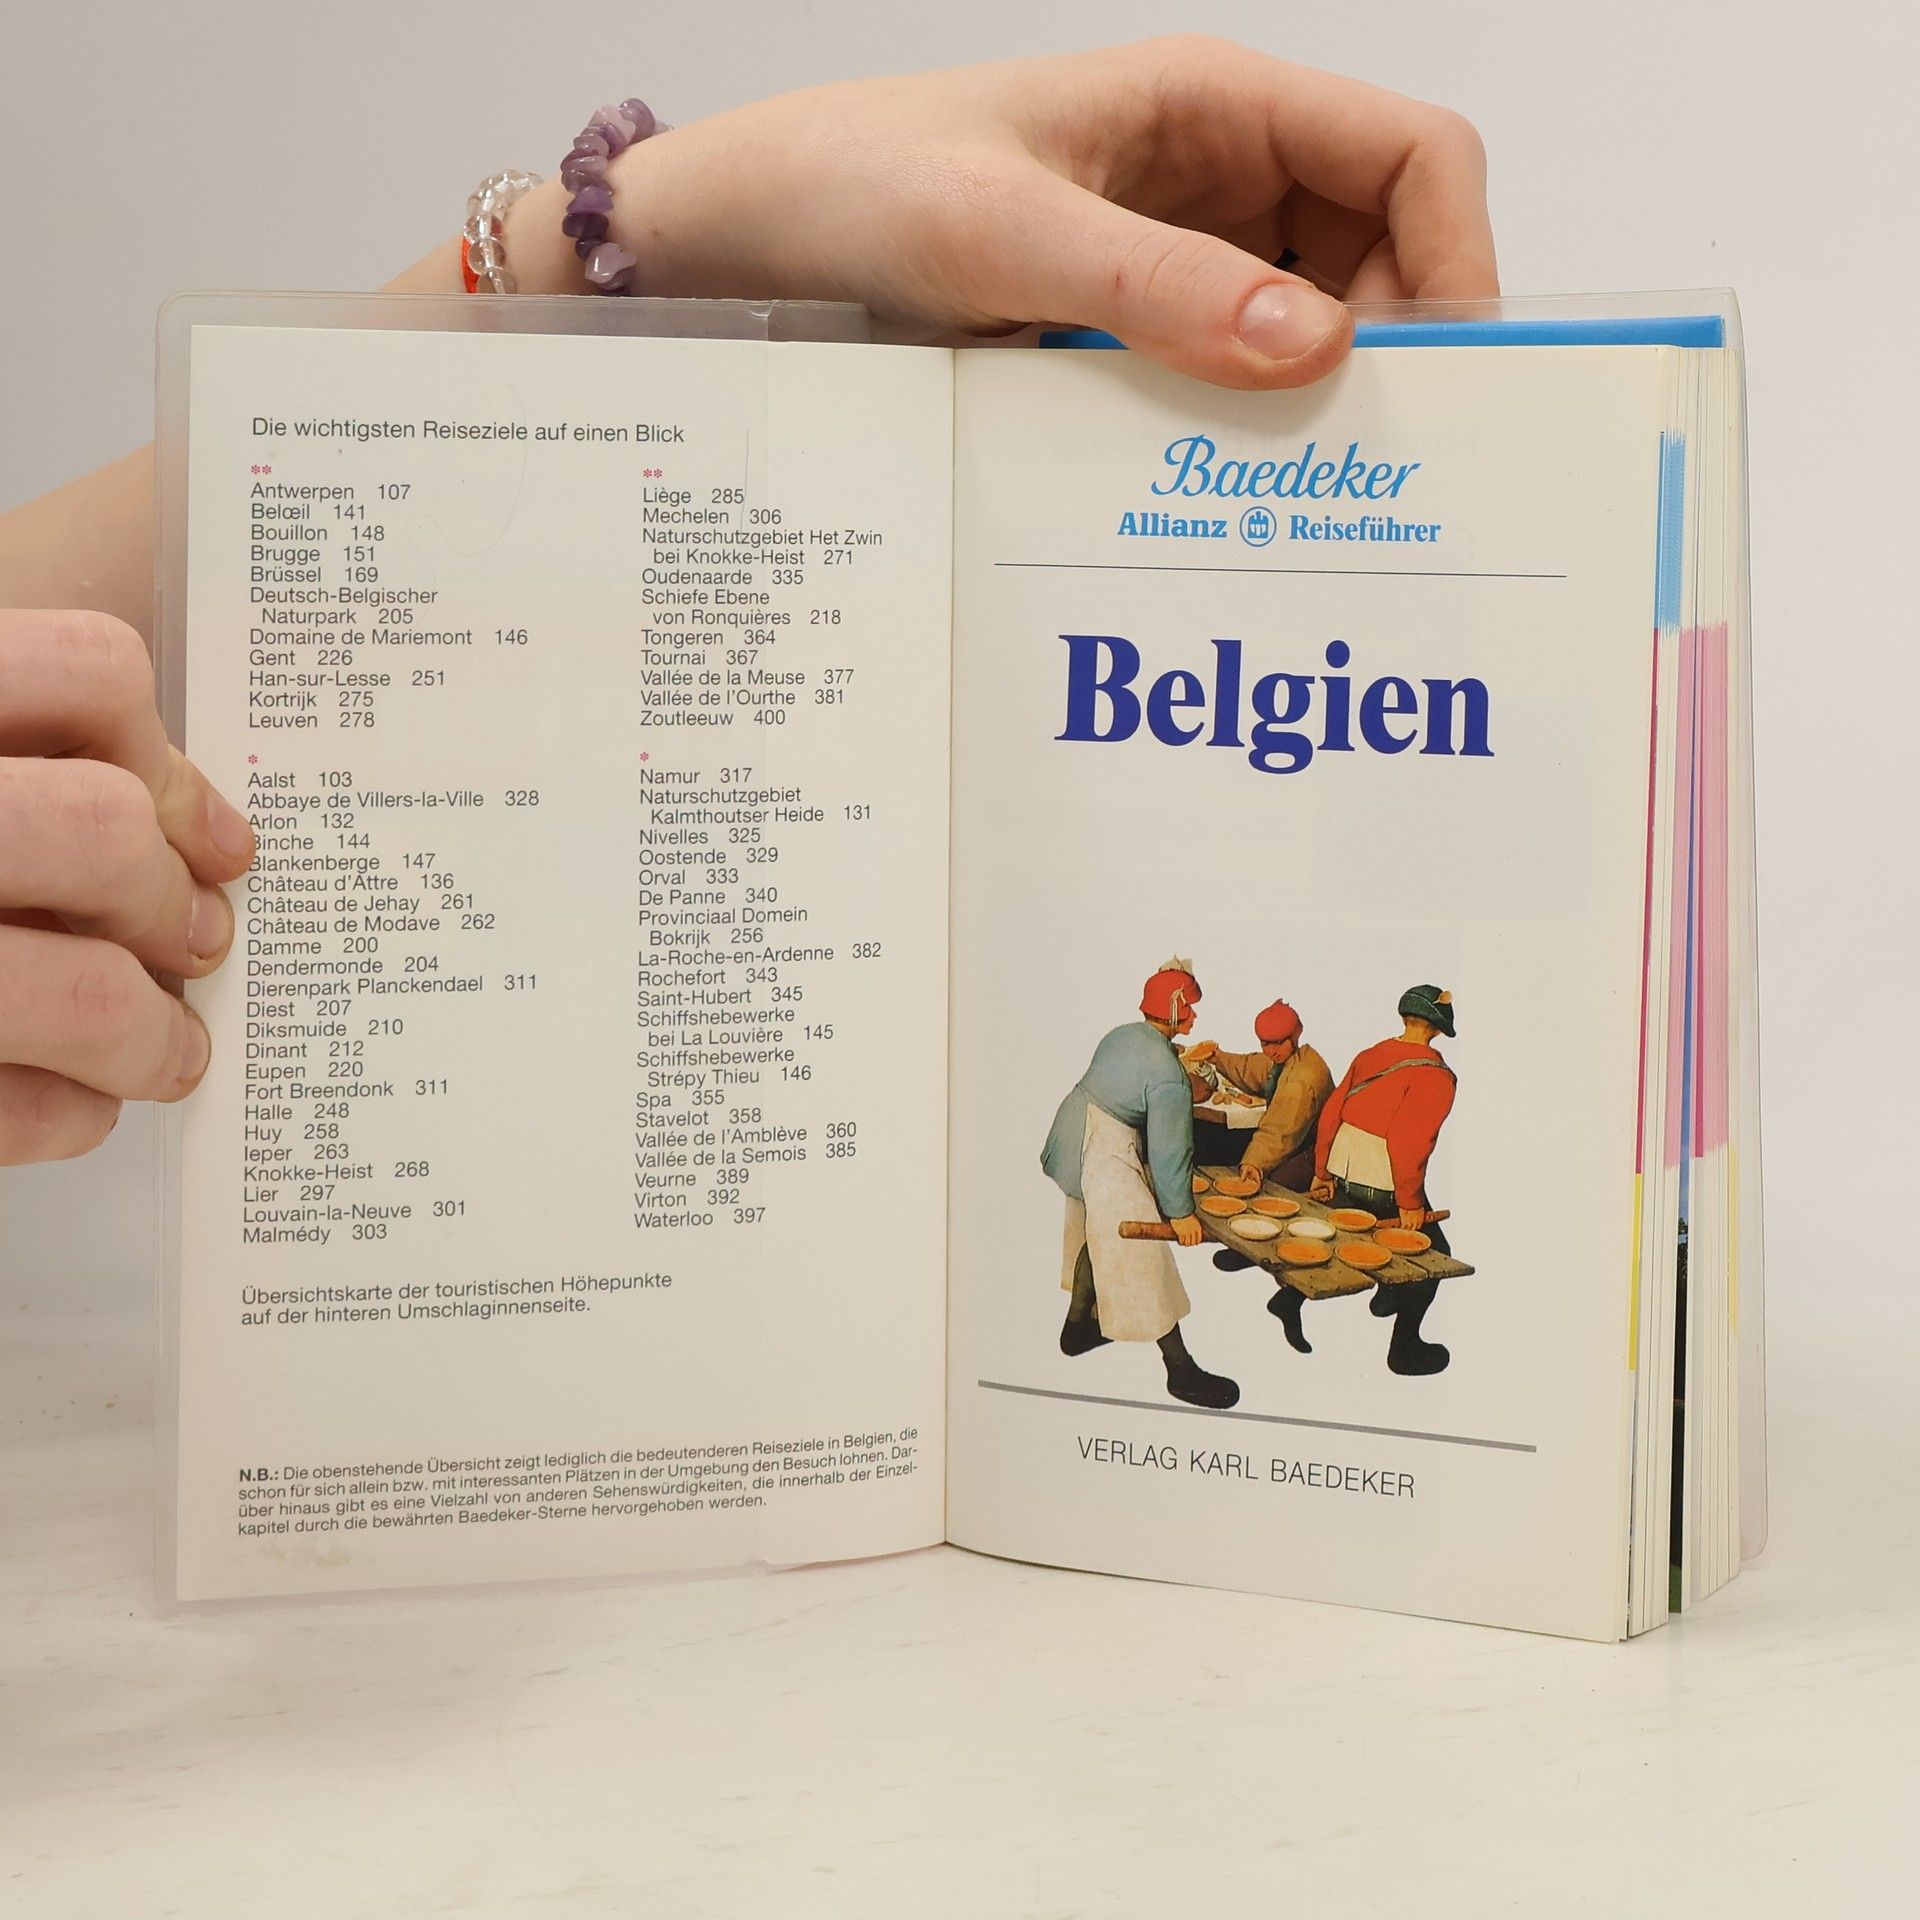 Die wichtigsten Reiseziele auf einen Blick
**
Antwerpen 107
Belœil 141
Bouillon 148
Brugge 151
Brüssel 169
Deutsch-Belgischer
Naturpark 205
Domaine de Mariemont 146
Gent 226
Han-sur-Lesse 251
Kortrijk 275
Leuven 278
**
Liège 285
Mechelen 306
Naturschutzgebiet Het Zwin
bei Knokke-Heist 271
Oudenaarde 335
Schiefe Ebene
von Ronquières 218
Tongeren 364
Tournai 367
Vallée de la Meuse 377
Vallée de l'Ourthe 381
Zoutleeuw 400
*
Aalst 103
Abbaye de Villers-la-Ville 328
Arlon 132
Binche 144
Blankenberge 147
Château d'Attre 136
Château de Jehay 261
Château de Modave 262
Damme 200
Dendermonde 204
Dierenpark Planckendael 311
Diest 207
Diksmuide 210
Dinant 212
Eupen 220
Fort Breendonk 311
Halle 248
Huy 258
Ieper 263
Knokke-Heist 268
Lier 297
Louvain-la-Neuve 301
Malmédy 303
*
Namur 317
Naturschutzgebiet
Kalmthoutser Heide 131
Nivelles 325
Oostende 329
Orval 333
De Panne 340
Provinciaal Domein
Bokrijk 256
La-Roche-en-Ardenne 382
Rochefort 343
Saint-Hubert 345
Schiffshebewerke
bei La Louvière 145
Schiffshebewerke
Strépy Thieu 146
Spa 355
Stavelot 358
Vallée de l'Amblève 360
Vallée de la Semois 385
Veurne 389
Virton 392
Waterloo 397
Übersichtskarte der touristischen Höhepunkte
auf der hinteren Umschlaginnenseite.
N.B.: Die obenstehende Übersicht zeigt lediglich die bedeutenderen Reiseziele in Belgien, die
schon für sich allein bzw. mit interessanten Plätzen in der Umgebung den Besuch lohnen. Dar-
über hinaus gibt es eine Vielzahl von anderen Sehenswürdigkeiten, die innerhalb der Einzel-
kapitel durch die bewährten Baedeker-Sterne hervorgehoben werden.
Baedeker
Allianz Reiseführer
Belgien
VERLAG KARL BAEDEKER